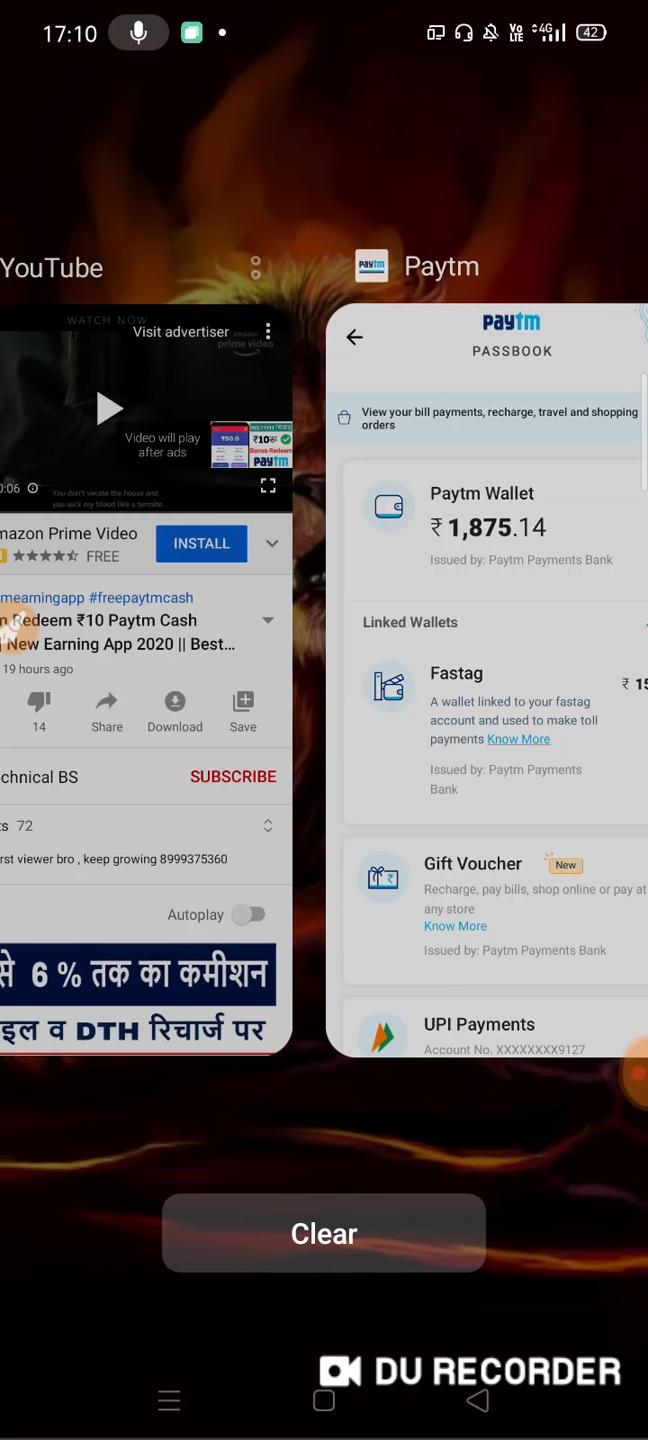 17:10
Vo LTE 4G 42
YouTube
Paytm
WATCH NOW
Visit advertiser
prime video
Video will play
after ads
0:06
You don't vacate the house and
you suck my blood like a termite
mazon Prime Video
FREE
INSTALL
mearningapp #freepaytmcash
n Redeem ₹10 Paytm Cash
| New Earning App 2020 || Best...
19 hours ago
14
Share
Download
Save
chnical BS
SUBSCRIBE
ts 72
rst viewer bro , keep growing 8999375360
Autoplay
से 6 % तक का कमीशन
इल व DTH रिचार्ज पर
paytm
PASSBOOK
View your bill payments, recharge, travel and shopping
orders
Paytm Wallet
₹ 1,875.14
Issued by: Paytm Payments Bank
Linked Wallets
Fastag
₹ 15
A wallet linked to your fastag
account and used to make toll
payments Know More
Issued by: Paytm Payments
Bank
Gift Voucher
New
Recharge, pay bills, shop online or pay at
any store
Know More
Issued by: Paytm Payments Bank
UPI Payments
Account No. XXXXXXXX9127
Clear
DU RECORDER